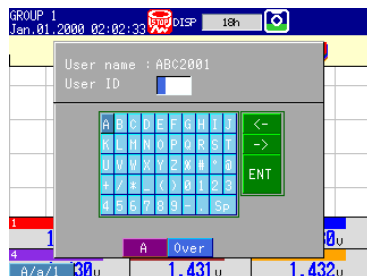 GROUP 1
Jan.01.2000 02:02:33 STOP DISP 18h
User name : ABC2001
User ID
A B C D E F G H I J <-
K L M N O P Q R S T ->
U V W X Y Z % # ° @ ENT
+ / * _ ( ) 0 1 2 3
4 5 6 7 8 9 - . Sp
A Over
1
4
A/a/1 1.431 U 1.432 U